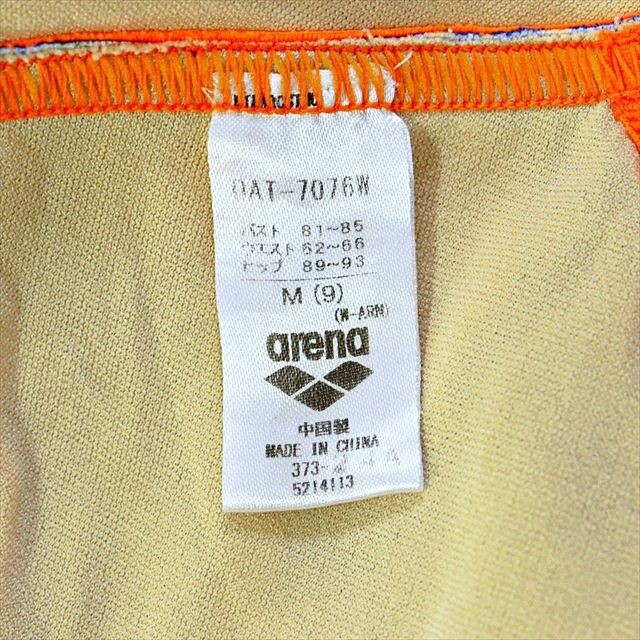 OAT-7076W
バスト 81~85
ウエスト 62~66
ヒップ 89~93
M (9)
(W-ARN)
arena
中国製
MADE IN CHINA
373-
5214113